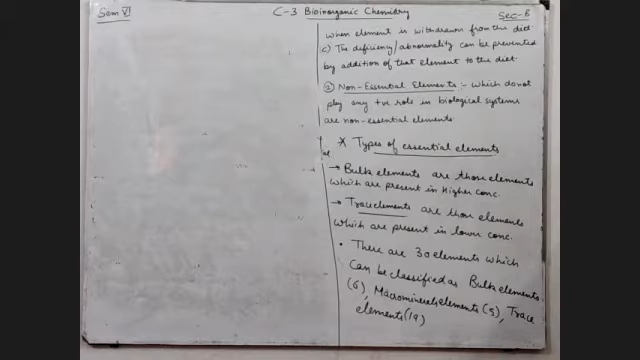 Sem VI
C-3 Bioinorganic Chemistry
Sec-B
when element is withdrawn from the diet
c) The deficiency/abnormality can be prevented
by addition of that element to the diet.
② Non-Essential Elements:- which donot
play any +ve role in biological systems
are non-essential elements.
* Types of essential elements
→ Bulk elements are those elements
which are present in Higher conc.
→ Trace elements are those elements
which are present in lower conc.
• There are 30 elements which
can be classified as Bulk elements
(6), Macrominerals elements (5), Trace
elements (19)